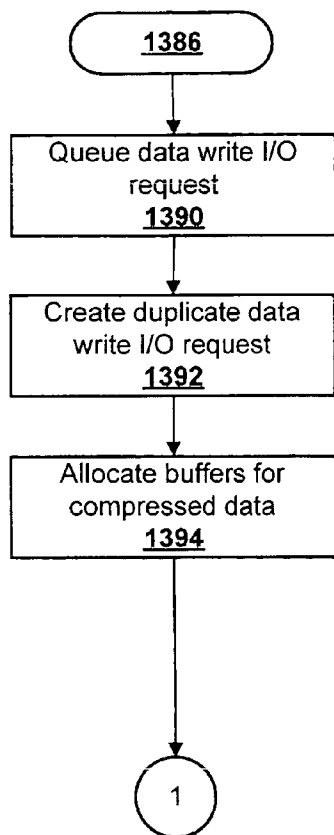 1386
Queue data write I/O
request
1390
Create duplicate data
write I/O request
1392
Allocate buffers for
compressed data
1394
1